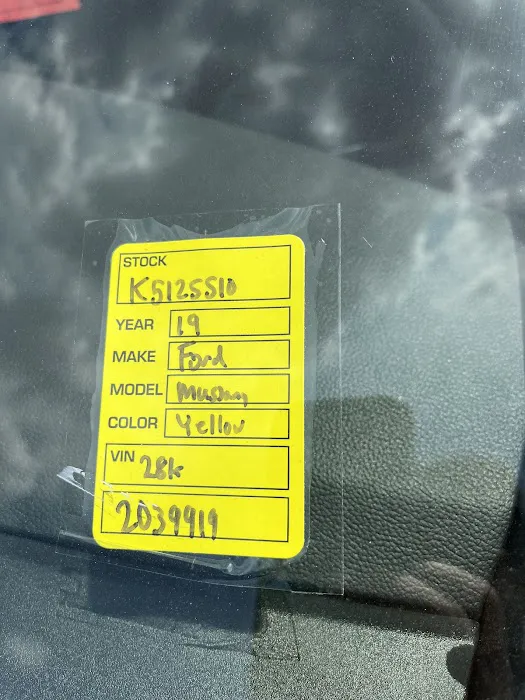 STOCK
K5125510
YEAR 19
MAKE Ford
MODEL Mustang
COLOR Yellow
VIN 28k
2039919